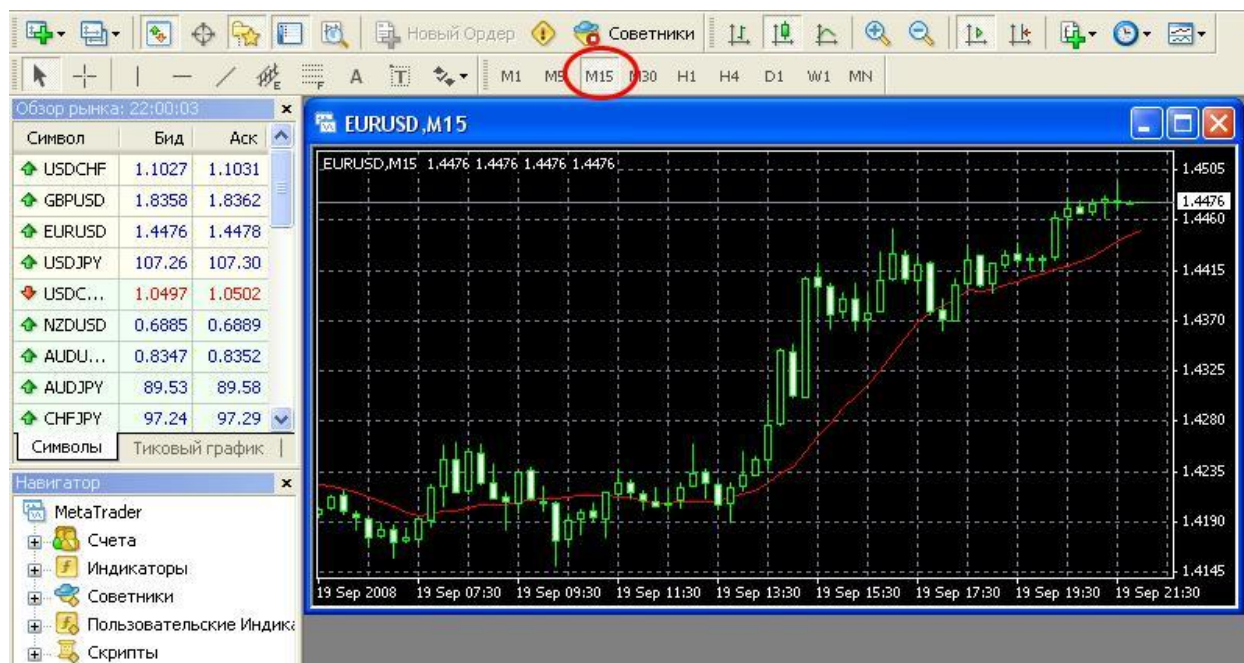 Новый Ордер Советники
E F A T M1 M5 M15 M30 H1 H4 D1 W1 MN
Обзор рынка: 22:00:03
Символ Бид Аск
USDCHF 1.1027 1.1031
GBPUSD 1.8358 1.8362
EURUSD 1.4476 1.4478
USDJPY 107.26 107.30
USDC... 1.0497 1.0502
NZDUSD 0.6885 0.6889
AUDU... 0.8347 0.8352
AUDJPY 89.53 89.58
CHFJPY 97.24 97.29
Символы Тиковый график
Навигатор
MetaTrader
Счета
Индикаторы
Советники
Пользовательские Индика
Скрипты
EURUSD,M15
EURUSD,M15 1.4476 1.4476 1.4476 1.4476
1.4505
1.4476
1.4460
1.4415
1.4370
1.4325
1.4280
1.4235
1.4190
1.4145
19 Sep 2008 19 Sep 07:30 19 Sep 09:30 19 Sep 11:30 19 Sep 13:30 19 Sep 15:30 19 Sep 17:30 19 Sep 19:30 19 Sep 21:30